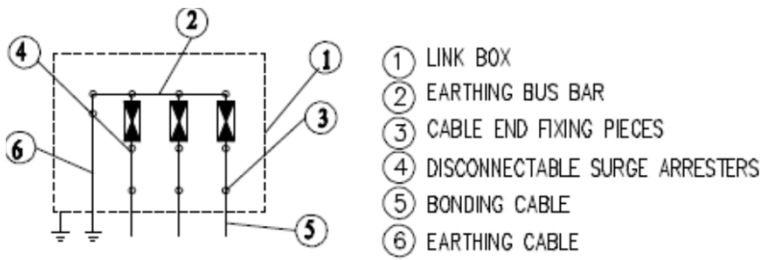 2
4
1
3
6
5
1 LINK BOX
2 EARTHING BUS BAR
3 CABLE END FIXING PIECES
4 DISCONNECTABLE SURGE ARRESTERS
5 BONDING CABLE
6 EARTHING CABLE